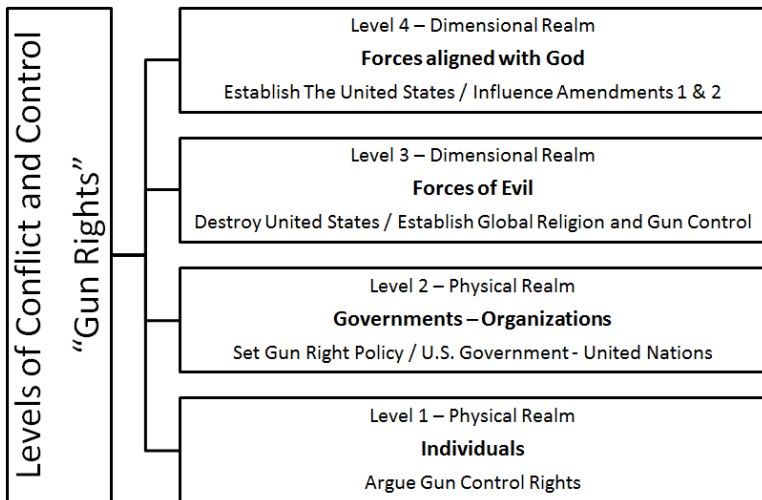 Levels of Conflict and Control
“Gun Rights”
Level 4 – Dimensional Realm
Forces aligned with God
Establish The United States / Influence Amendments 1 & 2
Level 3 – Dimensional Realm
Forces of Evil
Destroy United States / Establish Global Religion and Gun Control
Level 2 – Physical Realm
Governments – Organizations
Set Gun Right Policy / U.S. Government - United Nations
Level 1 – Physical Realm
Individuals
Argue Gun Control Rights